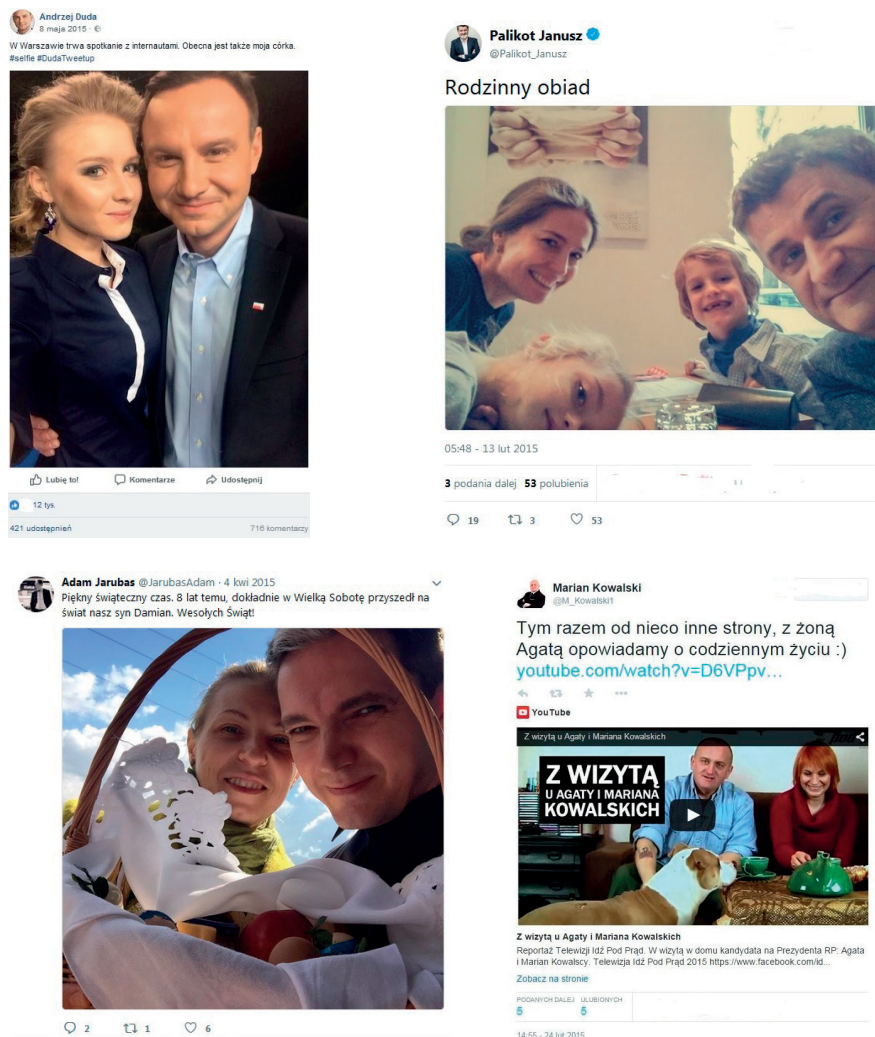 Andrzej Duda
8 maja 2015 ·
W Warszawie trwa spotkanie z internautami. Obecna jest także moja córka.
#selfie #DudaTweetup
Lubię to! Komentarze Udostępnij
12 tys.
421 udostępnień 716 komentarzy
Palikot Janusz
@Palikot_Janusz
Rodzinny obiad
05:48 - 13 lut 2015
3 podania dalej 53 polubienia
19 3 53
Adam Jarubas @JarubasAdam · 4 kwi 2015
Piękny świąteczny czas. 8 lat temu, dokładnie w Wielką Sobotę przyszedł na
świat nasz syn Damian. Wesołych Świąt!
2 1 6
Marian Kowalski
@M_Kowalski1
Tym razem od nieco inne strony, z żoną
Agatą opowiadamy o codziennym życiu :)
youtube.com/watch?v=D6VPpv...
YouTube
Z wizytą u Agaty i Mariana Kowalskich
Z WIZYTĄ
U AGATY I MARIANA
KOWALSKICH
Z wizytą u Agaty i Mariana Kowalskich
Reportaż Telewizji Idź Pod Prąd. W wizytą w domu kandydata na Prezydenta RP: Agata
i Marian Kowalscy. Telewizja Idź Pod Prąd 2015 https://www.facebook.com/id...
Zobacz na stronie
PODANYCH DALEJ ULUBIONYCH
5 5
14:55 - 24 lut 2015